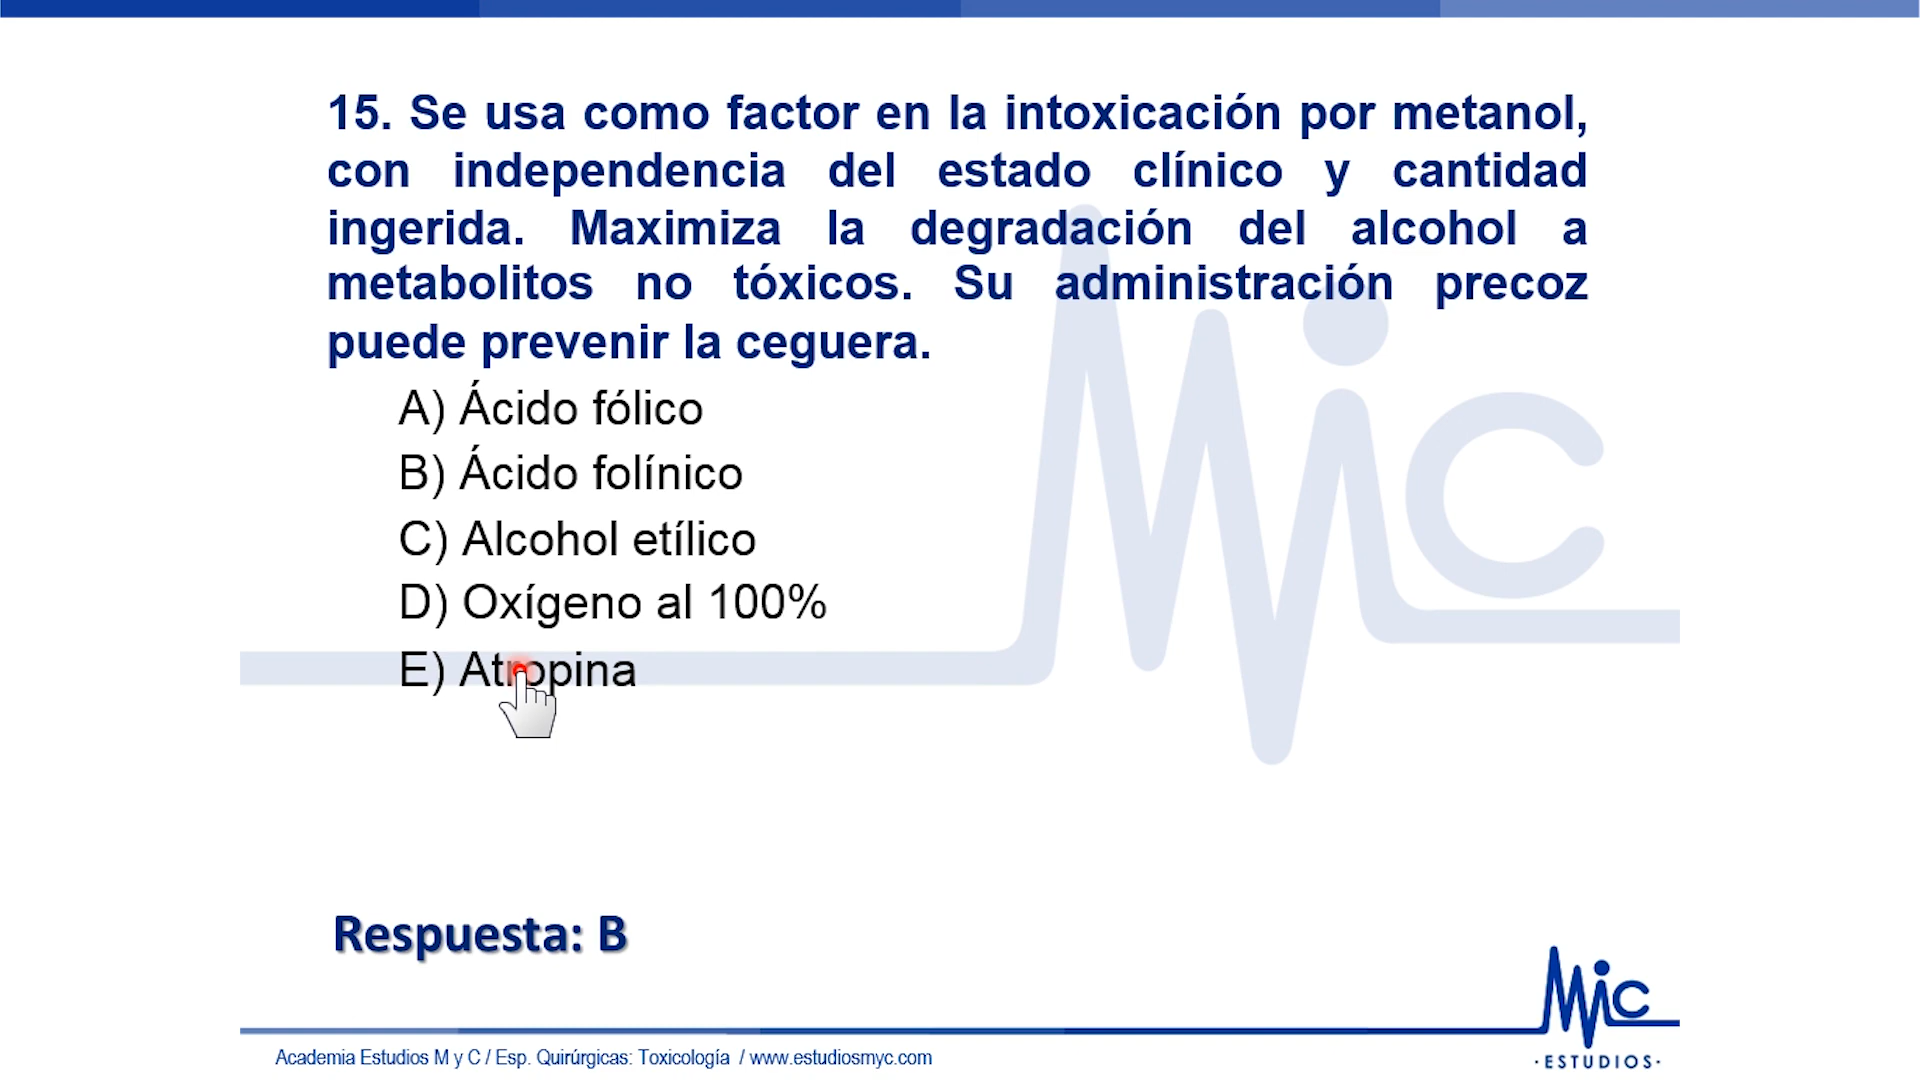 15. Se usa como factor en la intoxicación por metanol,
con independencia del estado clínico y cantidad
ingerida. Maximiza la degradación del alcohol a
metabolitos no tóxicos. Su administración precoz
puede prevenir la ceguera.
A) Ácido fólico
B) Ácido folínico
C) Alcohol etílico
D) Oxígeno al 100%
E) Atropina
MiC
Respuesta: B
MiC
·ESTUDIOS·
Academia Estudios M y C / Esp. Quirúrgicas: Toxicología / www.estudiosmyc.com